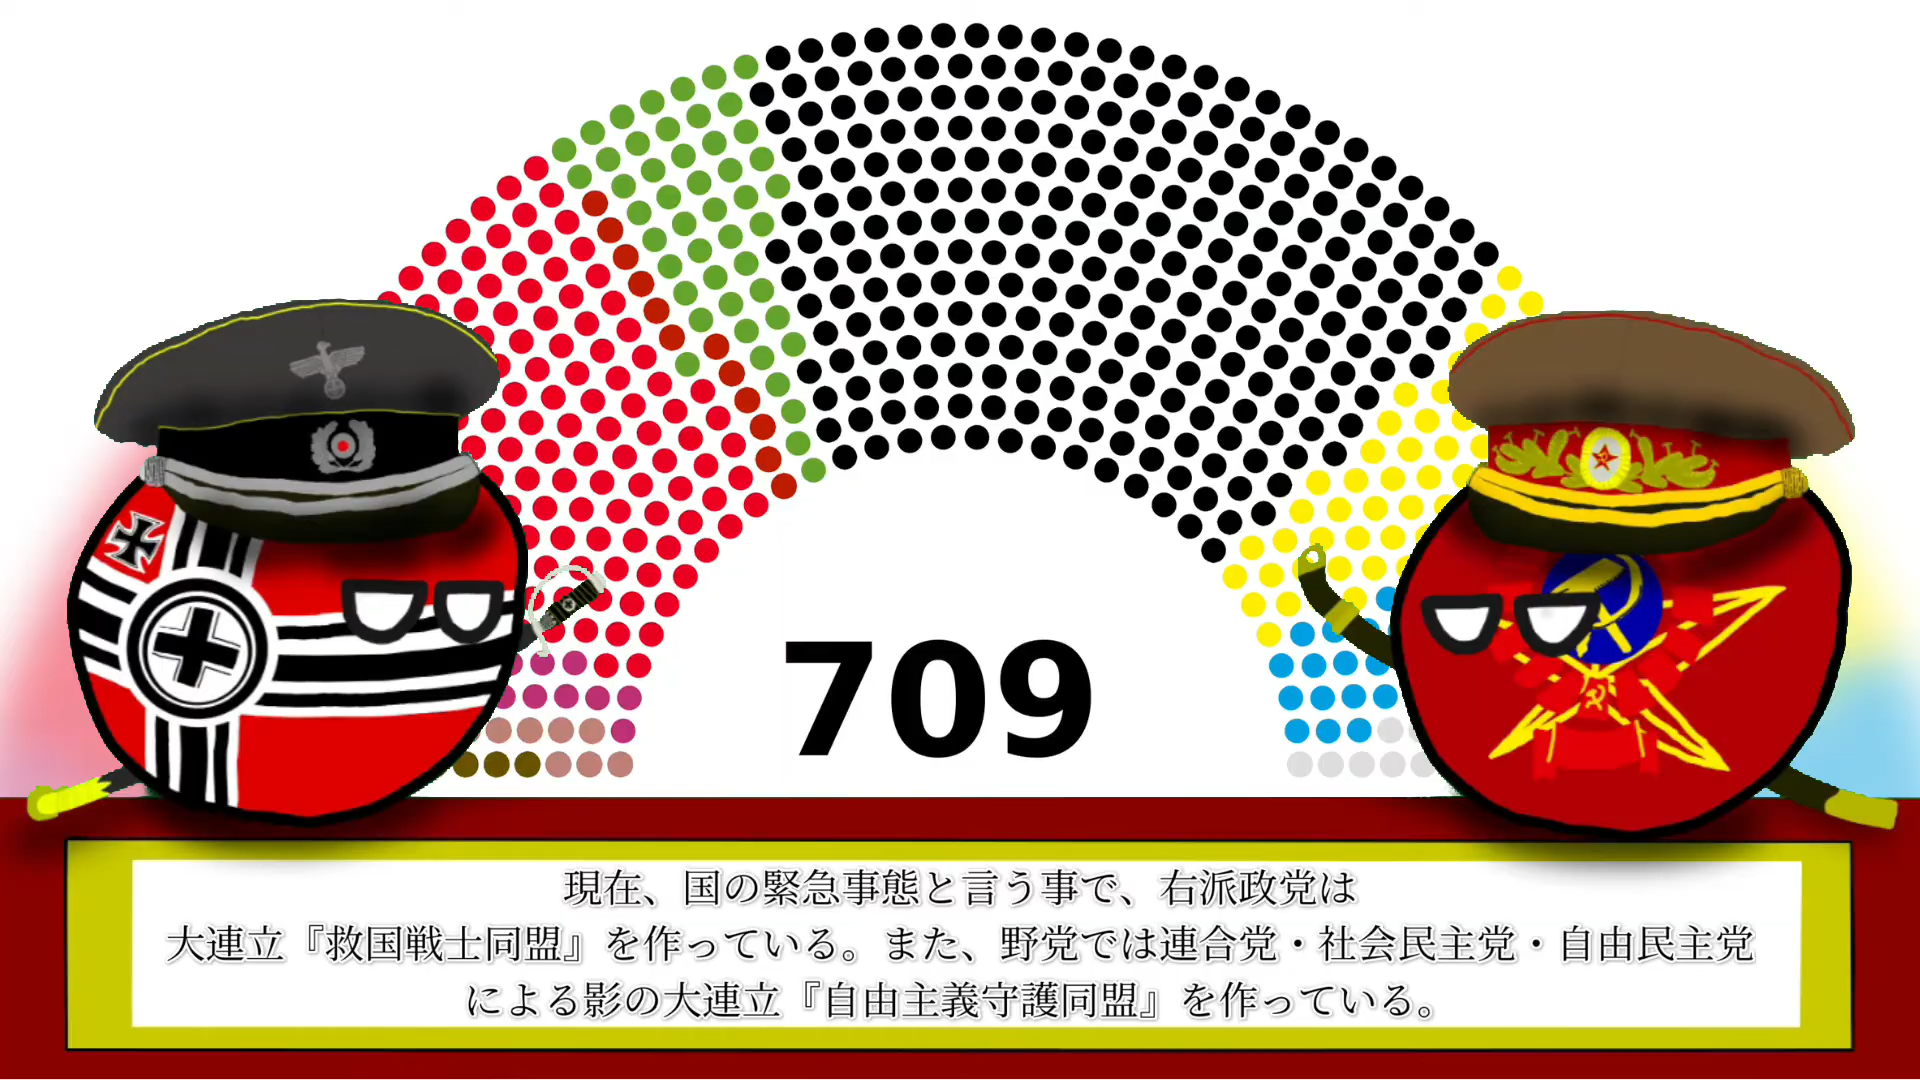 709
現在、国の緊急事態と言う事で、右派政党は
大連立『救国戦士同盟』を作っている。また、野党では連合党・社会民主党・自由民主党
による影の大連立『自由主義守護同盟』を作っている。